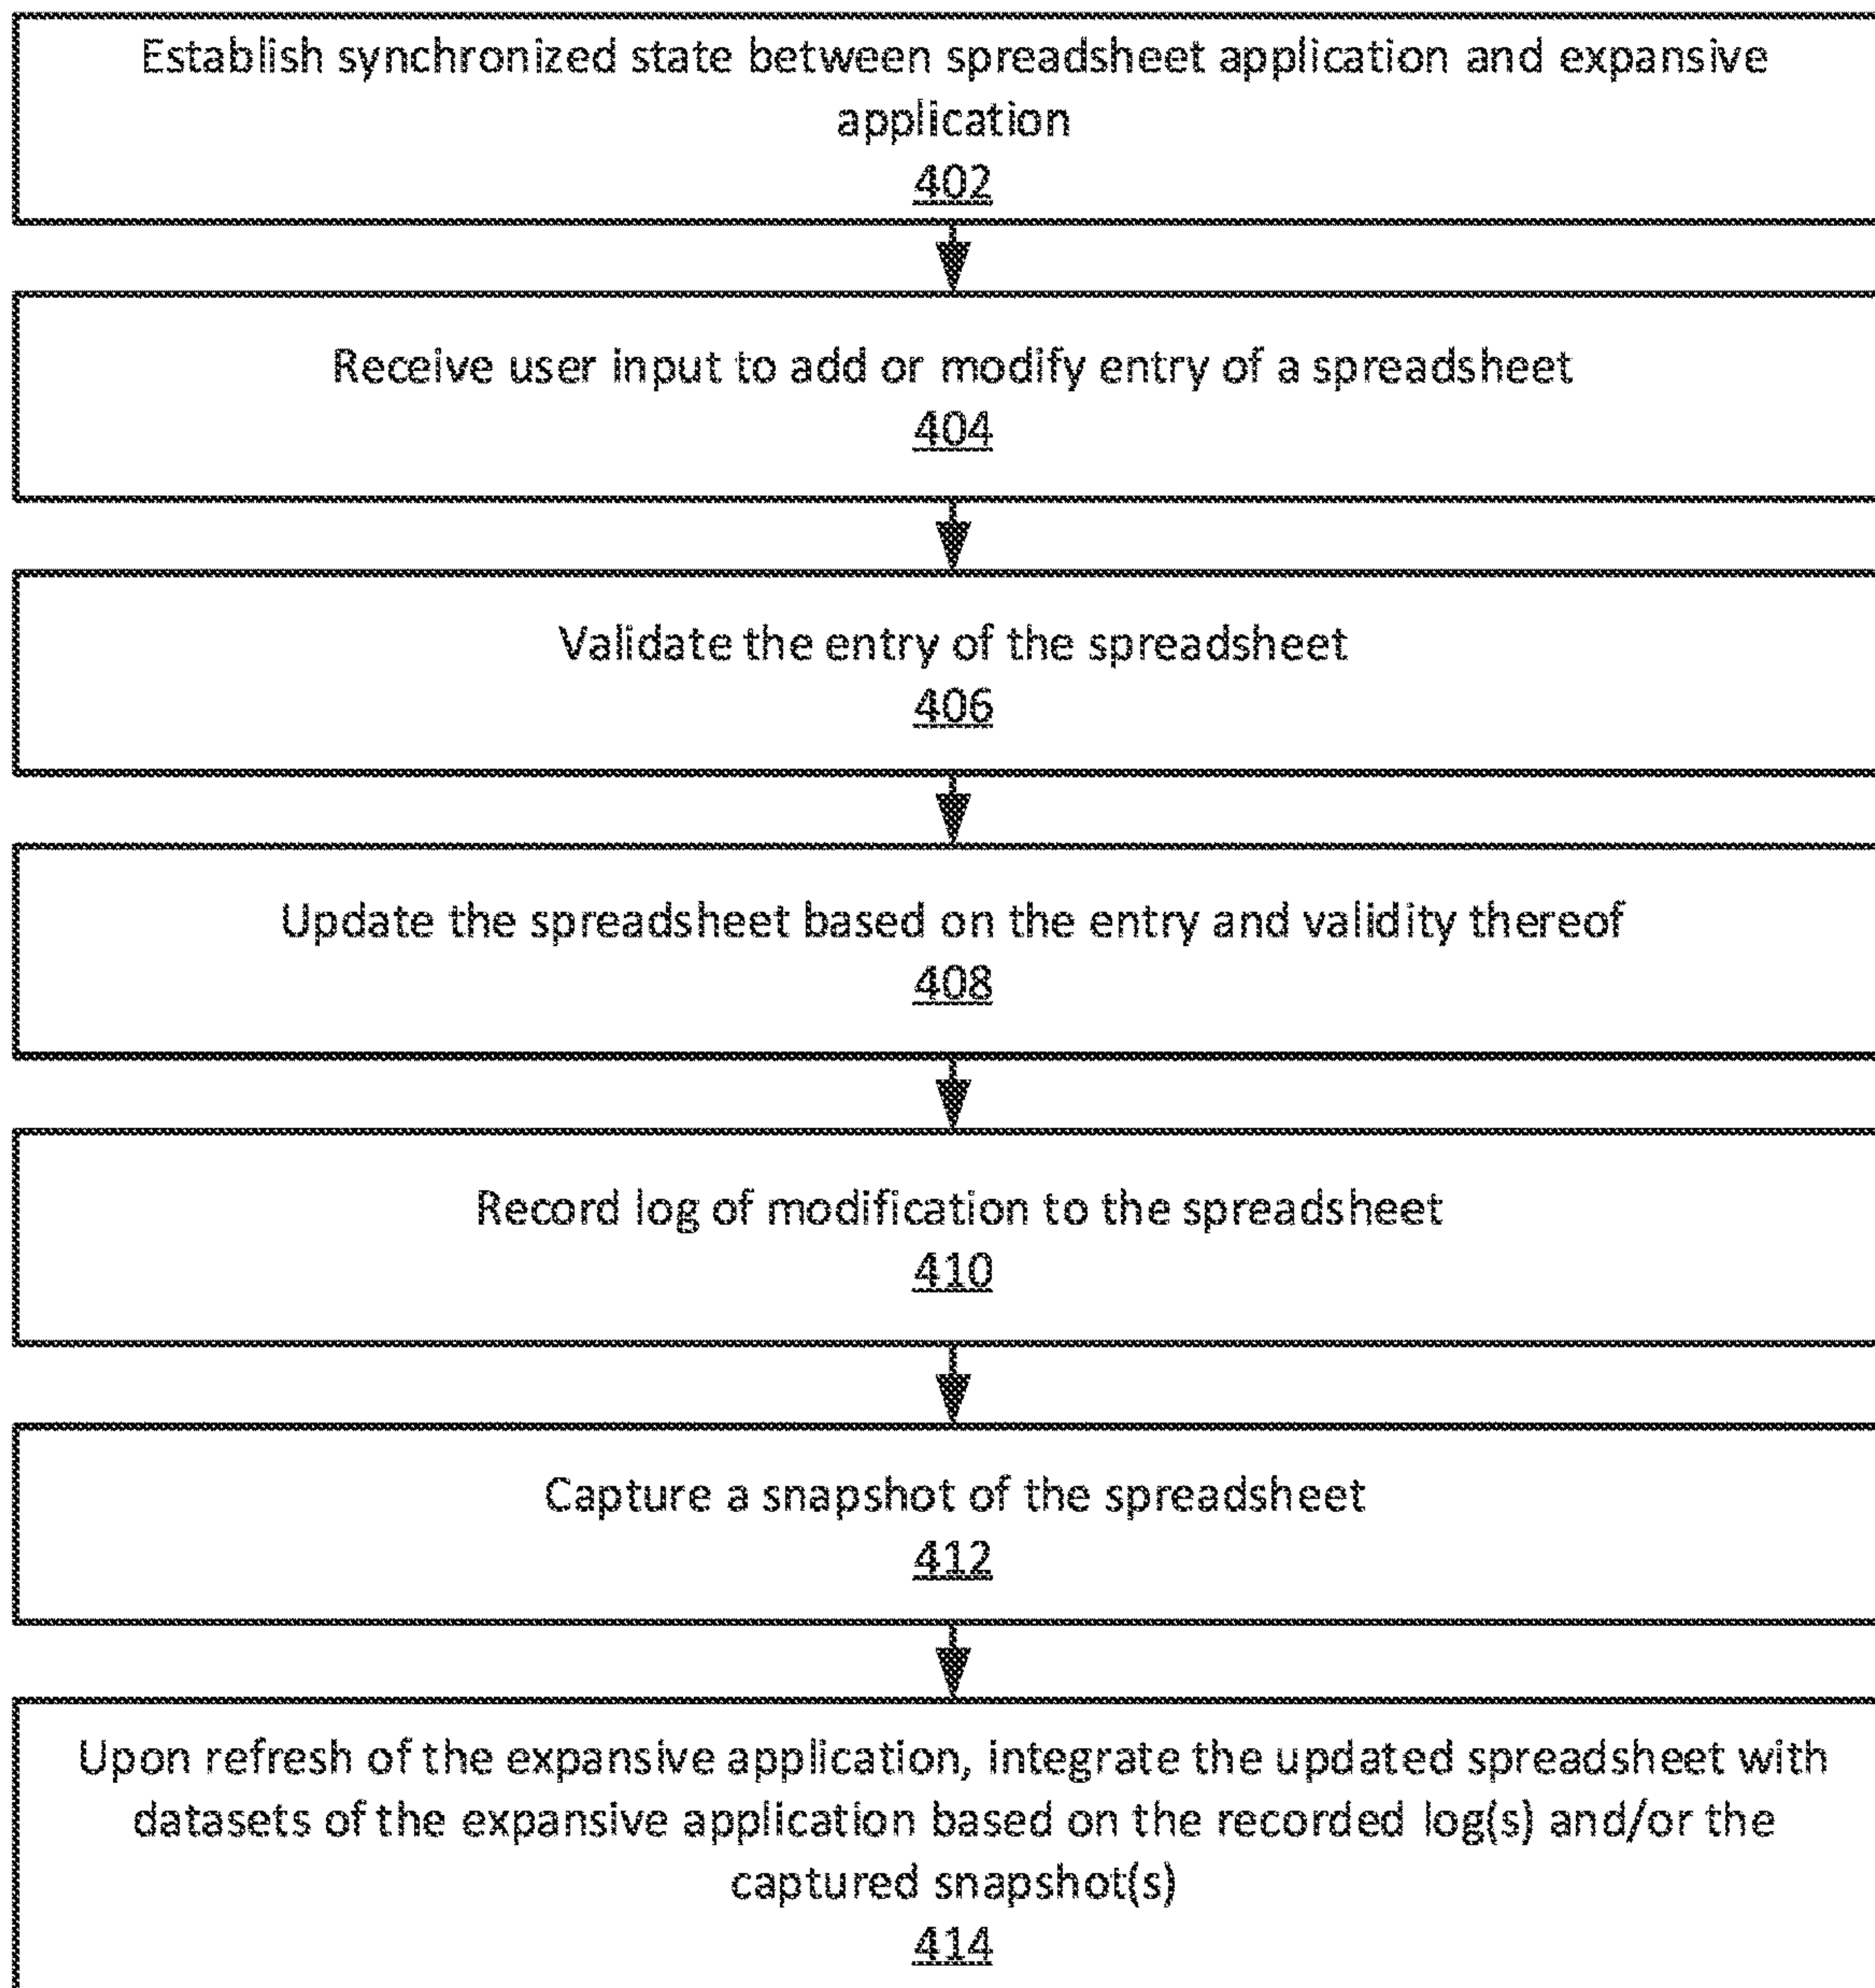 Establish synchronized state between spreadsheet application and expansive
application
402
Receive user input to add or modify entry of a spreadsheet
404
Validate the entry of the spreadsheet
406
Update the spreadsheet based on the entry and validity thereof
408
Record log of modification to the spreadsheet
410
Capture a snapshot of the spreadsheet
412
Upon refresh of the expansive application, integrate the updated spreadsheet with
datasets of the expansive application based on the recorded log(s) and/or the
captured snapshot(s)
414